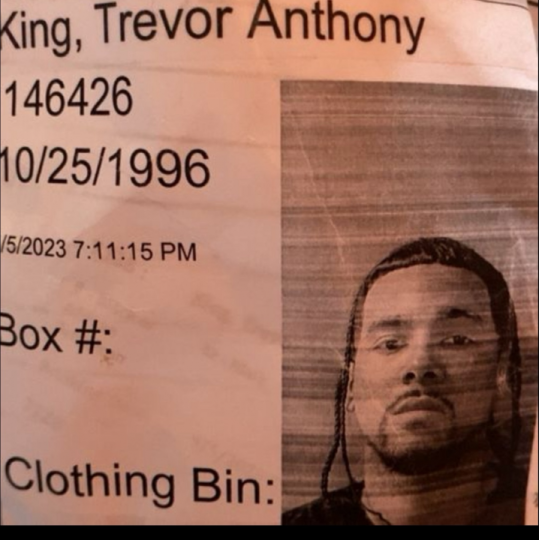 King, Trevor Anthony
146426
10/25/1996
/5/2023 7:11:15 PM
Box #:
Clothing Bin: